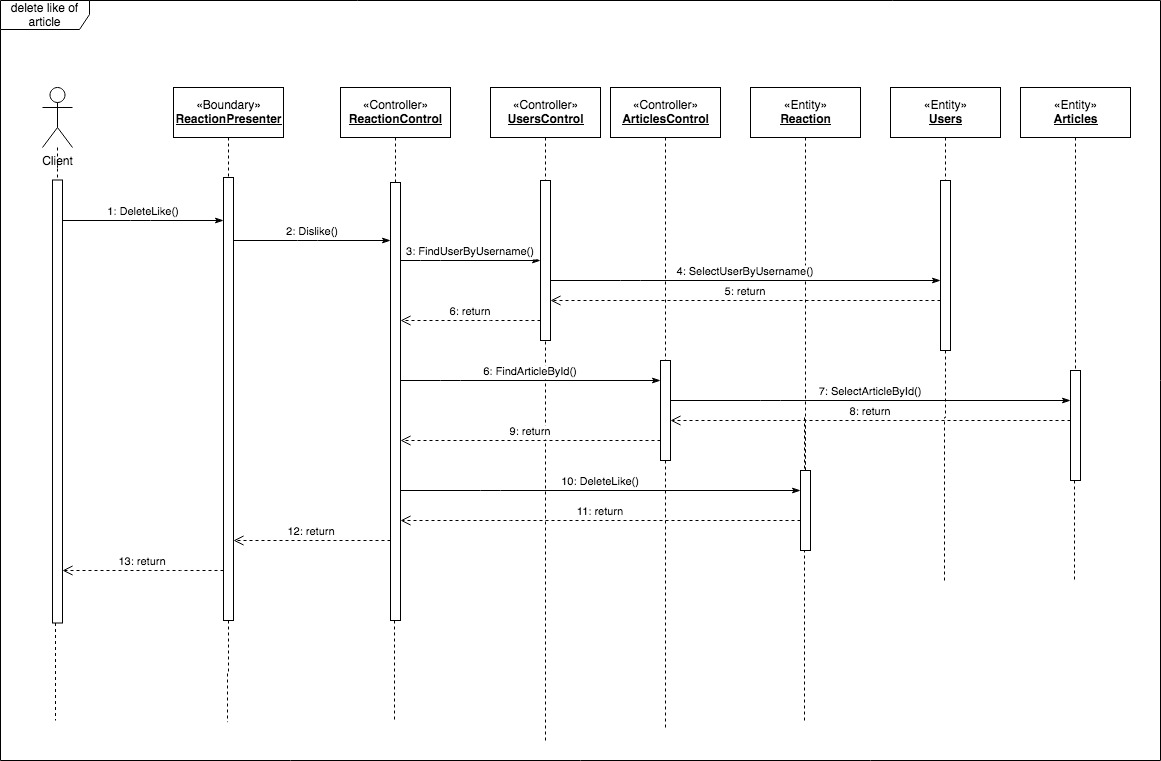 delete like of
article
«Boundary»
ReactionPresenter
«Controller»
ReactionControl
«Controller»
UsersControl
«Controller»
ArticlesControl
«Entity»
Reaction
«Entity»
Users
«Entity»
Articles
Client
1: DeleteLike()
2: Dislike()
3: FindUserByUsername()
4: SelectUserByUsername()
5: return
6: return
6: FindArticleById()
7: SelectArticleById()
8: return
9: return
10: DeleteLike()
11: return
12: return
13: return